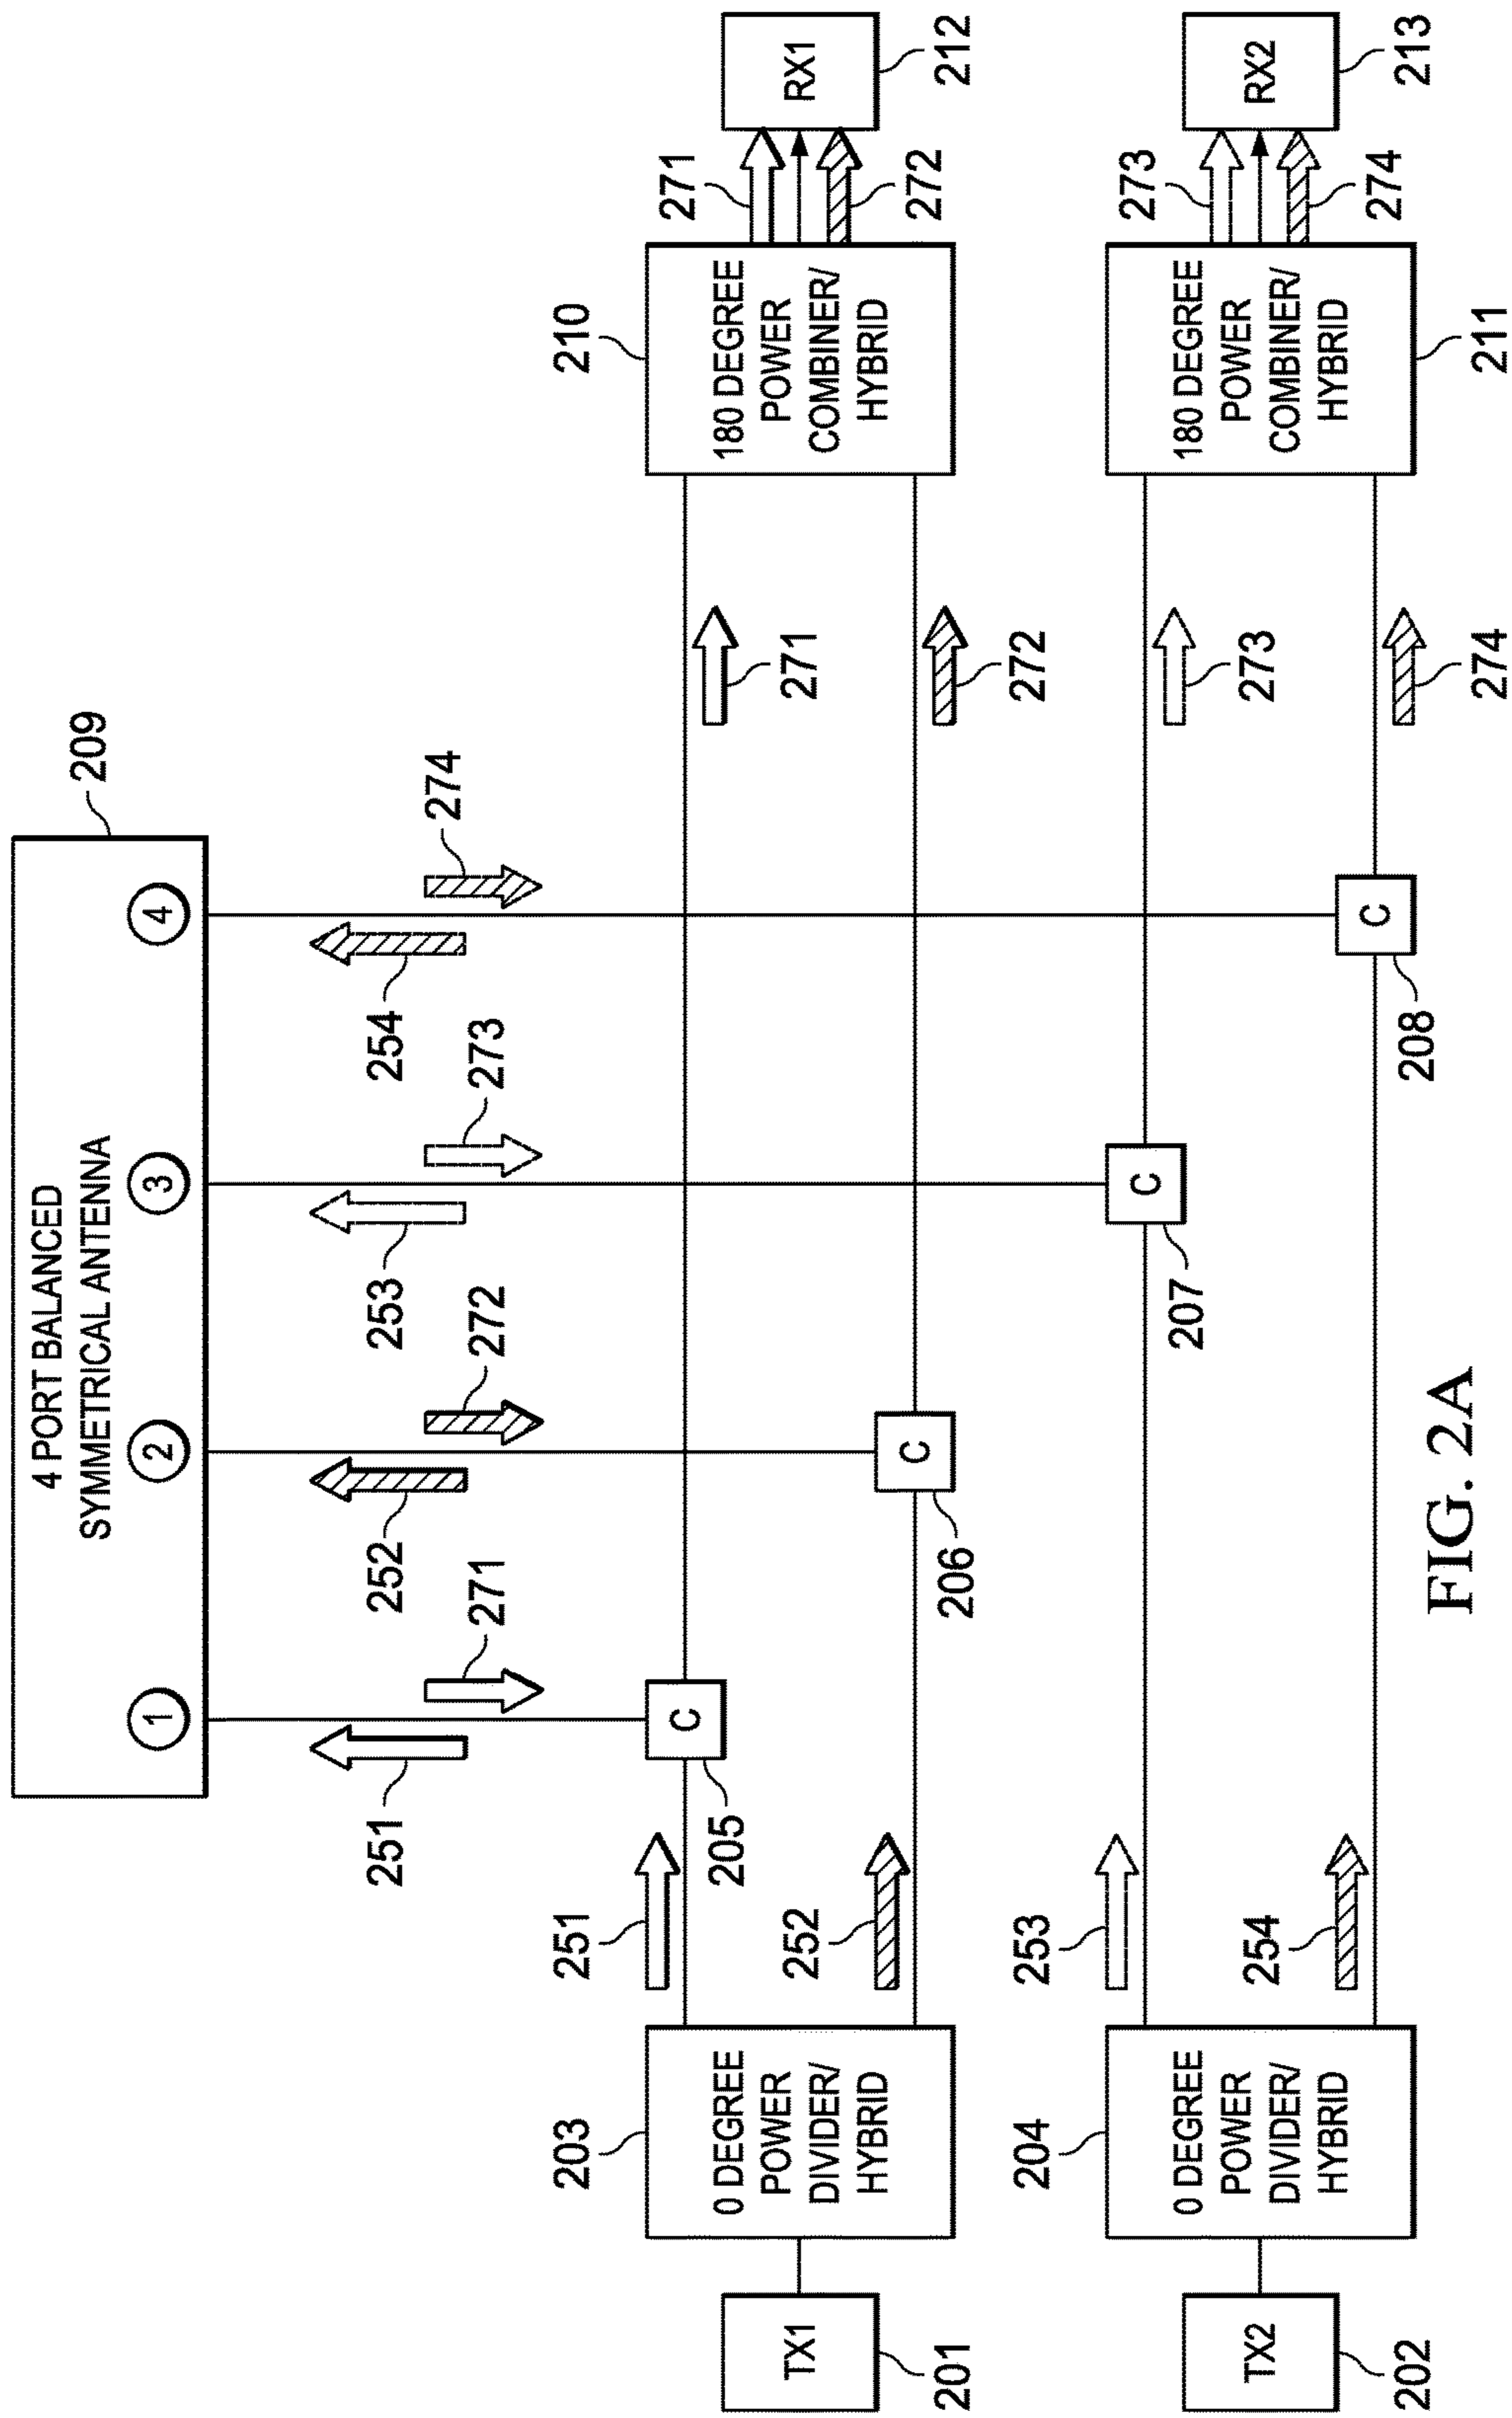 4 PORT BALANCED
SYMMETRICAL ANTENNA
209
1
2
3
4
251
271
252
272
253
273
254
274
TX1
201
0 DEGREE
POWER
DIVIDER/
HYBRID
203
251
252
C
205
C
206
271
272
180 DEGREE
POWER
COMBINER/
HYBRID
210
271
272
RX1
212
TX2
202
0 DEGREE
POWER
DIVIDER/
HYBRID
204
253
254
C
207
C
208
273
274
180 DEGREE
POWER
COMBINER/
HYBRID
211
273
274
RX2
213
FIG. 2A